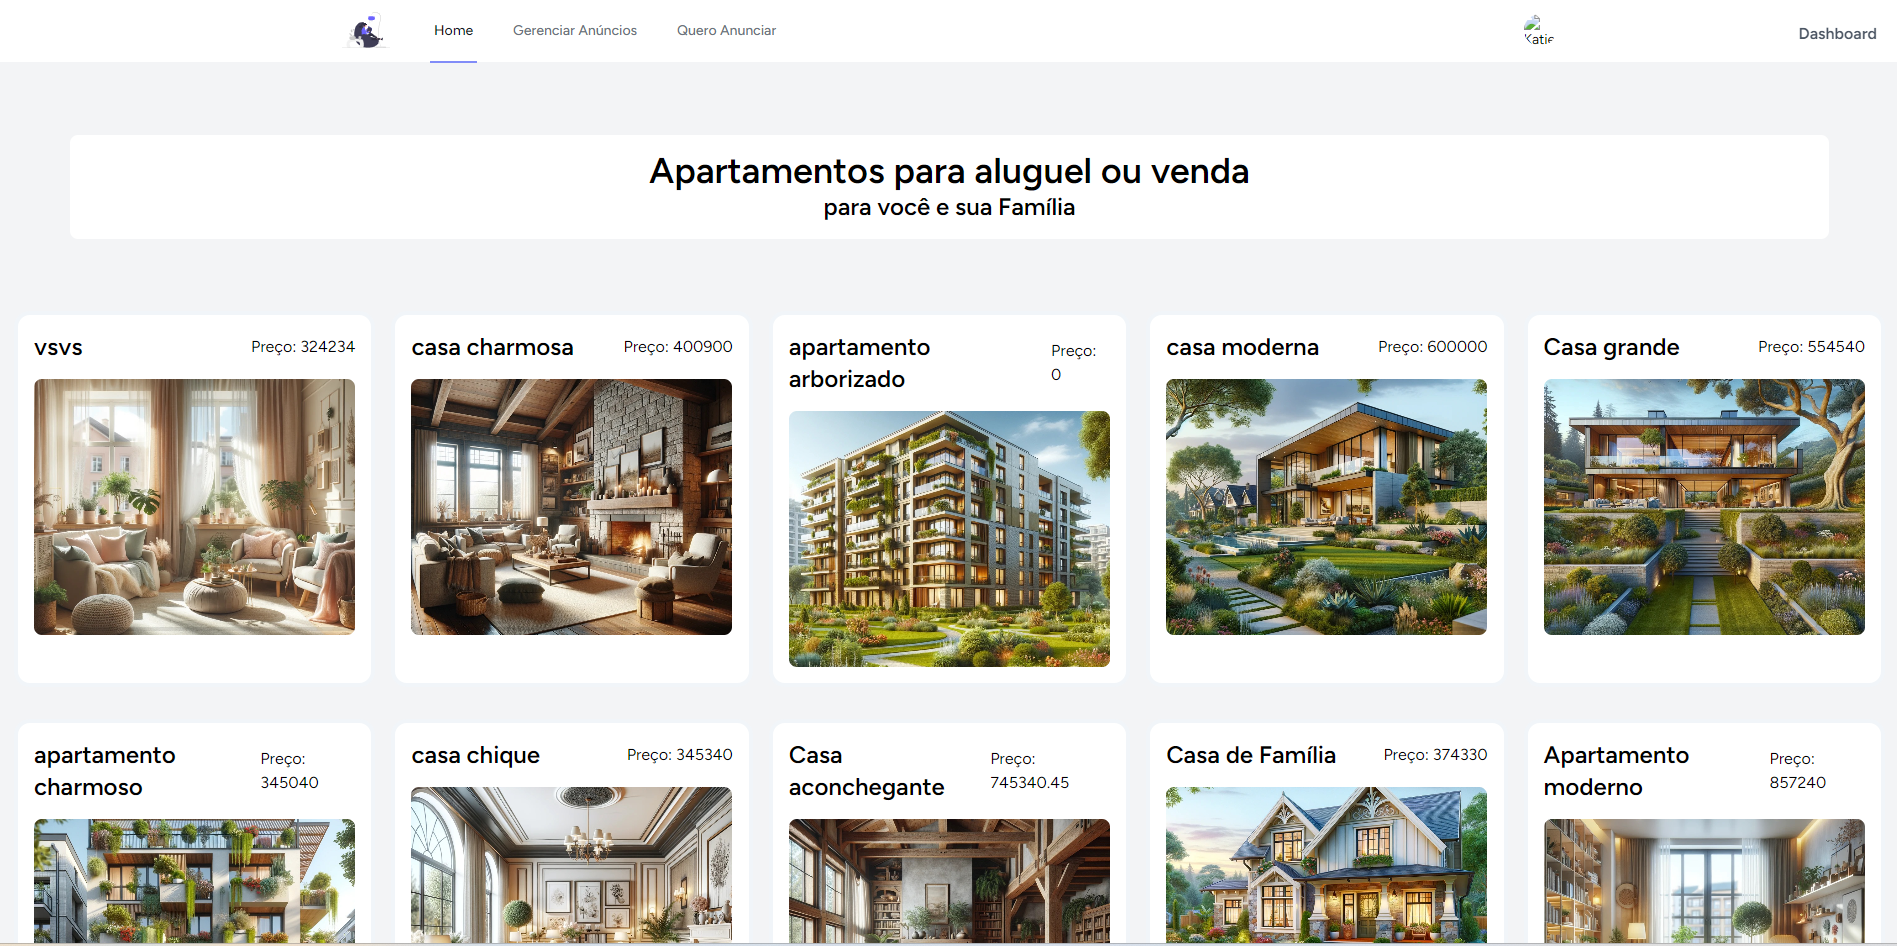 Home
Gerenciar Anúncios
Quero Anunciar
Katie
Dashboard
Apartamentos para aluguel ou venda
para você e sua Família
vsvs
Preço: 324234
casa charmosa
Preço: 400900
apartamento
arborizado
Preço:
0
casa moderna
Preço: 600000
Casa grande
Preço: 554540
apartamento
charmoso
Preço:
345040
casa chique
Preço: 345340
Casa
aconchegante
Preço:
745340.45
Casa de Família
Preço: 374330
Apartamento
moderno
Preço:
857240